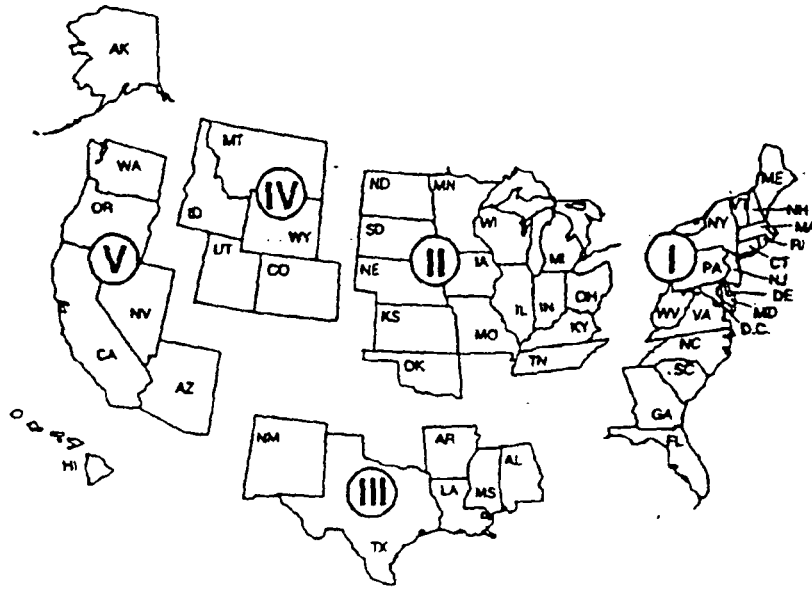 AK
WA
OR
V
NV
CA
AZ
HI
MT
IV
ID
WY
UT
CO
ND
MN
SD
WI
NE
II
IA
MI
IL
IN
OH
KS
MO
KY
OK
TN
NM
AR
AL
III
LA
MS
TX
ME
VT
NY
NH
MA
RI
I
CT
PA
NJ
DE
WV
VA
MD
D.C.
NC
SC
GA
FL